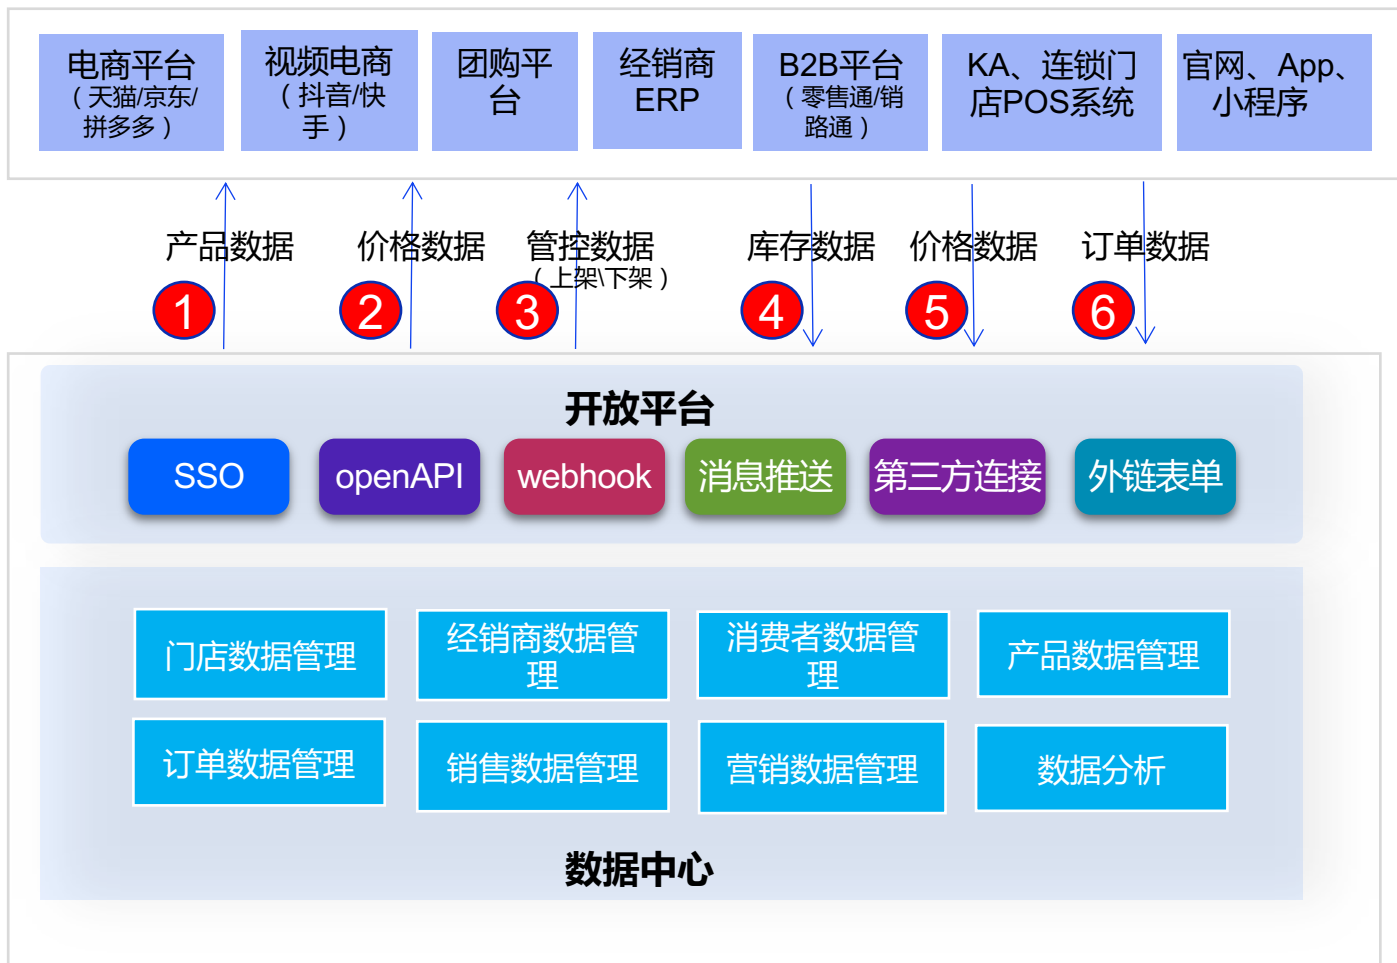 电商平台
（天猫/京东/
拼多多）
视频电商
（抖音/快
手）
团购平
台
经销商
ERP
B2B平台
（零售通/销
路通）
KA、连锁门
店POS系统
官网、App、
小程序
产品数据
价格数据
管控数据
（上架\下架）
库存数据
价格数据
订单数据
1
2
3
4
5
6
开放平台
SSO
openAPI
webhook
消息推送
第三方连接
外链表单
门店数据管理
经销商数据管
理
消费者数据管
理
产品数据管理
订单数据管理
销售数据管理
营销数据管理
数据分析
数据中心